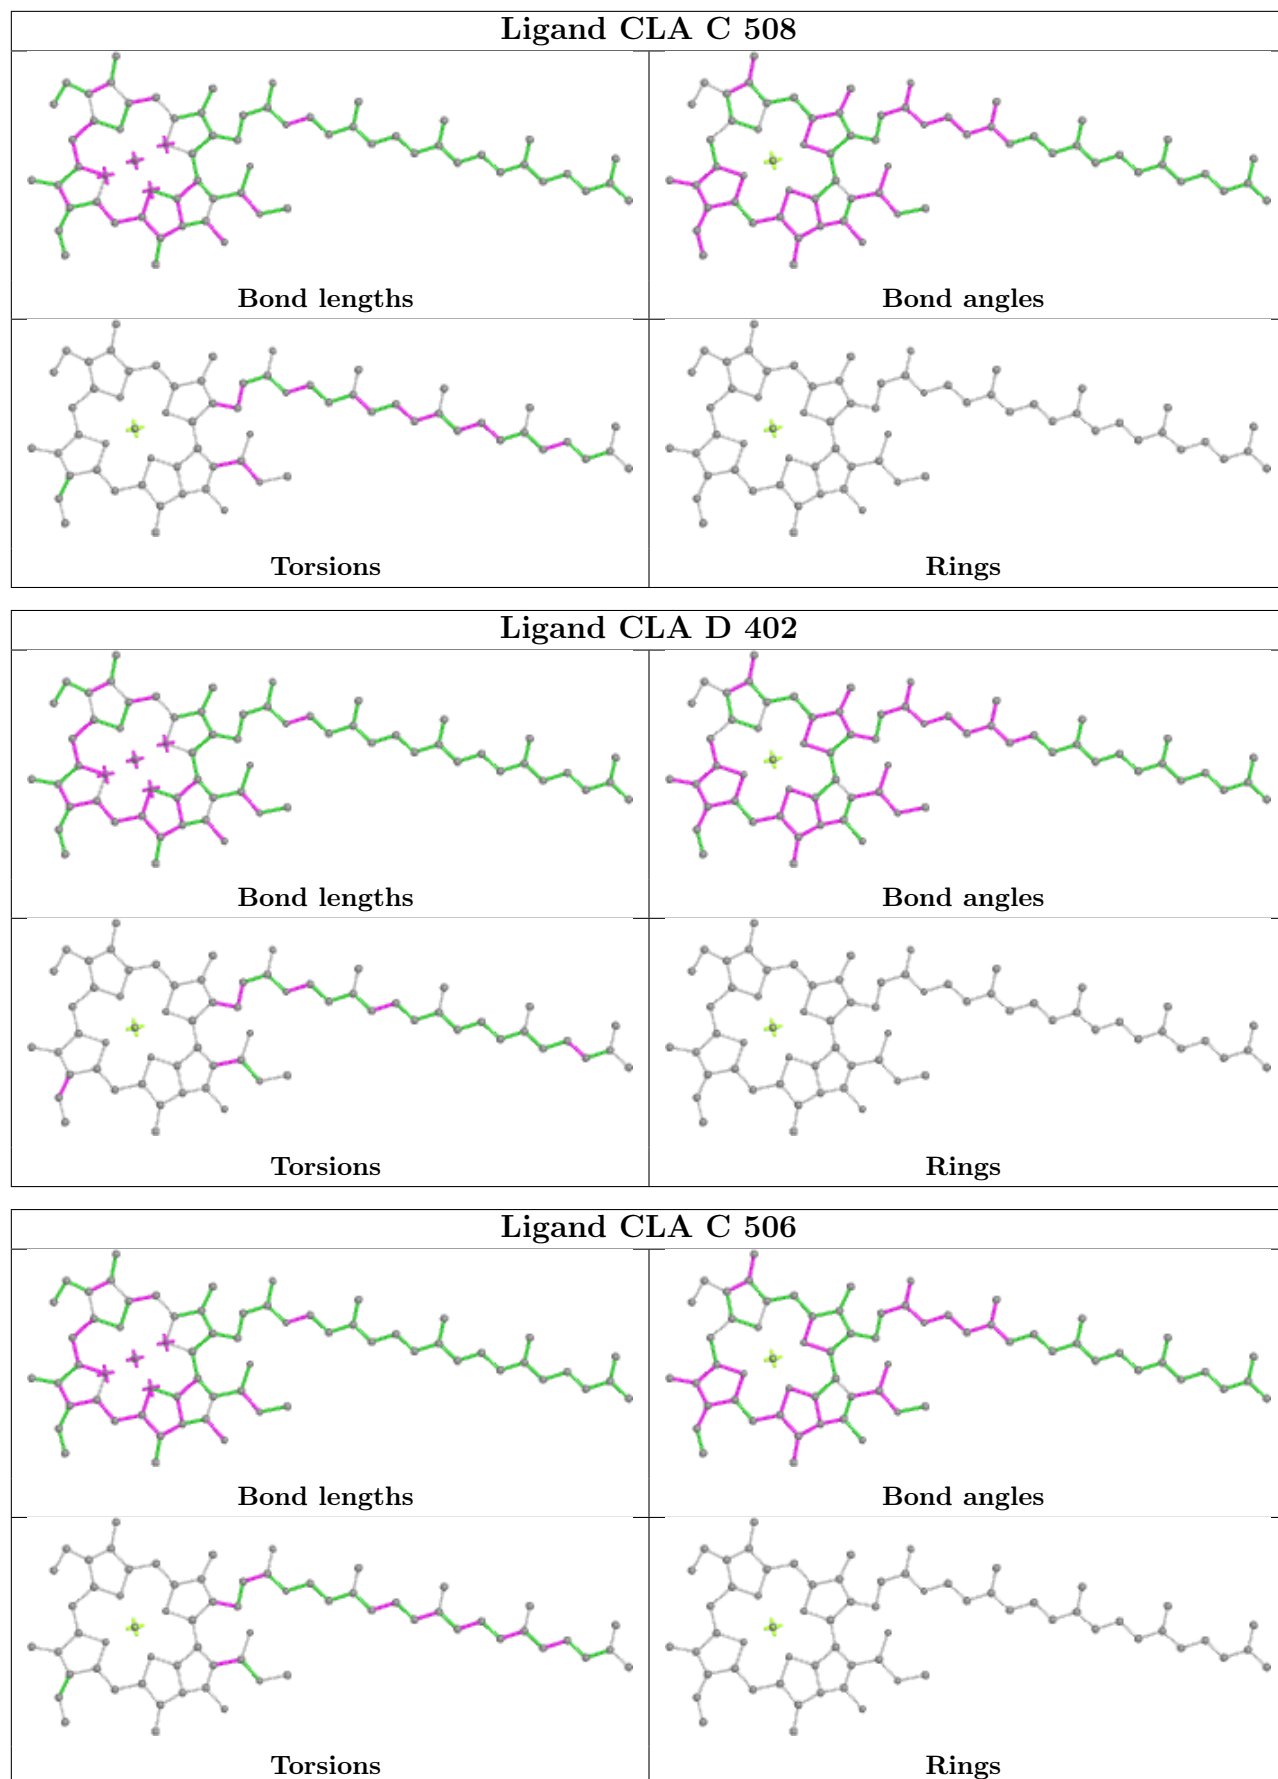 Ligand CLA C 508
Bond lengths
Bond angles
Torsions
Rings
Ligand CLA D 402
Bond lengths
Bond angles
Torsions
Rings
Ligand CLA C 506
Bond lengths
Bond angles
Torsions
Rings